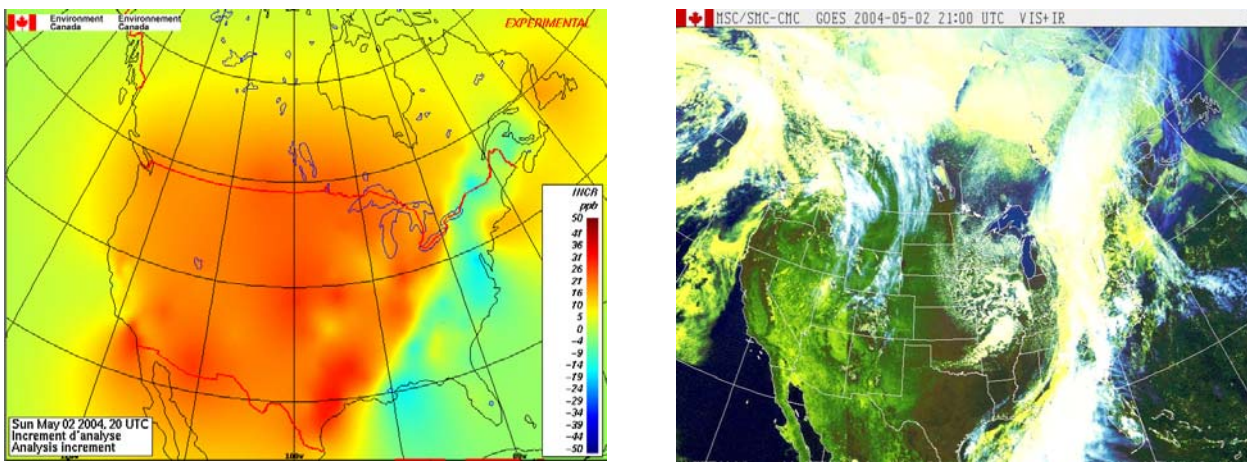 Environment Canada
Environnement Canada
EXPERIMENTAL
INCR
ppb
50
41
36
31
26
21
16
10
5
0
-4
-9
-14
-19
-24
-29
-34
-39
-44
-50
Sun May 02 2004, 20 UTC
Increment d'analyse
Analysis increment
100v
MSC/SMC-CMC GOES 2004-05-02 21:00 UTC VIS+IR